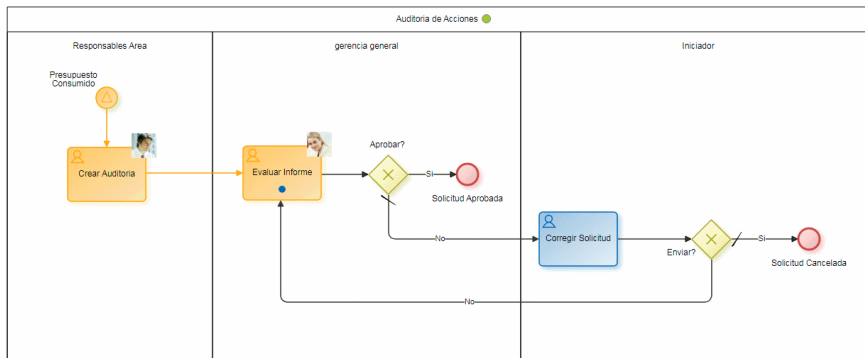 Auditoria de Acciones
Responsables Area
gerencia general
Iniciador
Presupuesto
Consumido
Crear Auditoria
Evaluar Informe
Aprobar?
Si
Solicitud Aprobada
No
Corregir Solicitud
Enviar?
Si
Solicitud Cancelada
No